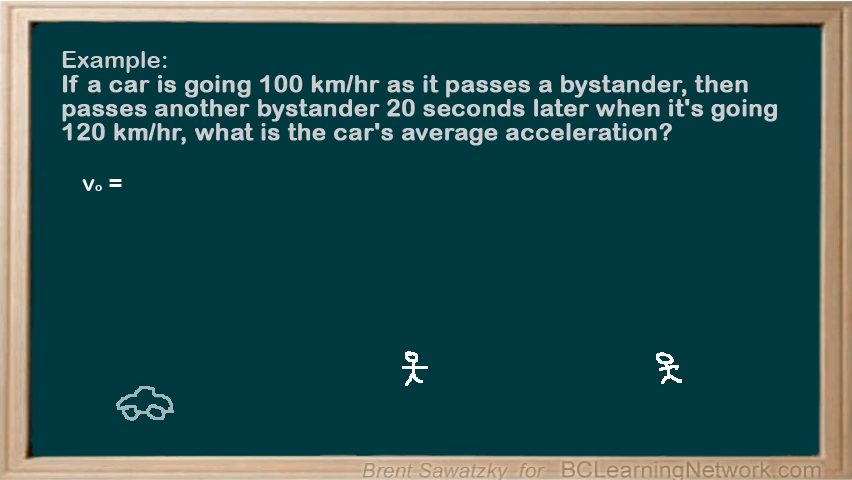 Example:
If a car is going 100 km/hr as it passes a bystander, then
passes another bystander 20 seconds later when it's going
120 km/hr, what is the car's average acceleration?
v₀ =
Brent Sawatzky for BCLearningNetwork.com